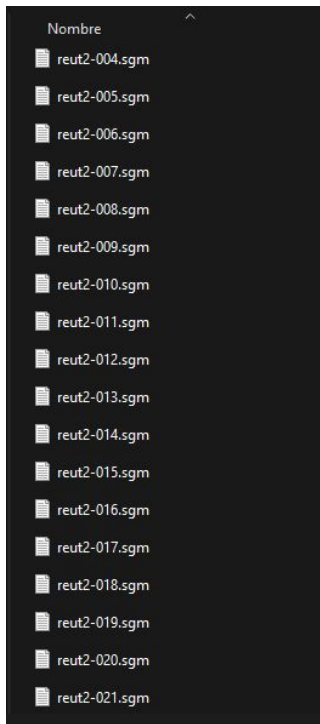 Nombre
reut2-004.sgm
reut2-005.sgm
reut2-006.sgm
reut2-007.sgm
reut2-008.sgm
reut2-009.sgm
reut2-010.sgm
reut2-011.sgm
reut2-012.sgm
reut2-013.sgm
reut2-014.sgm
reut2-015.sgm
reut2-016.sgm
reut2-017.sgm
reut2-018.sgm
reut2-019.sgm
reut2-020.sgm
reut2-021.sgm